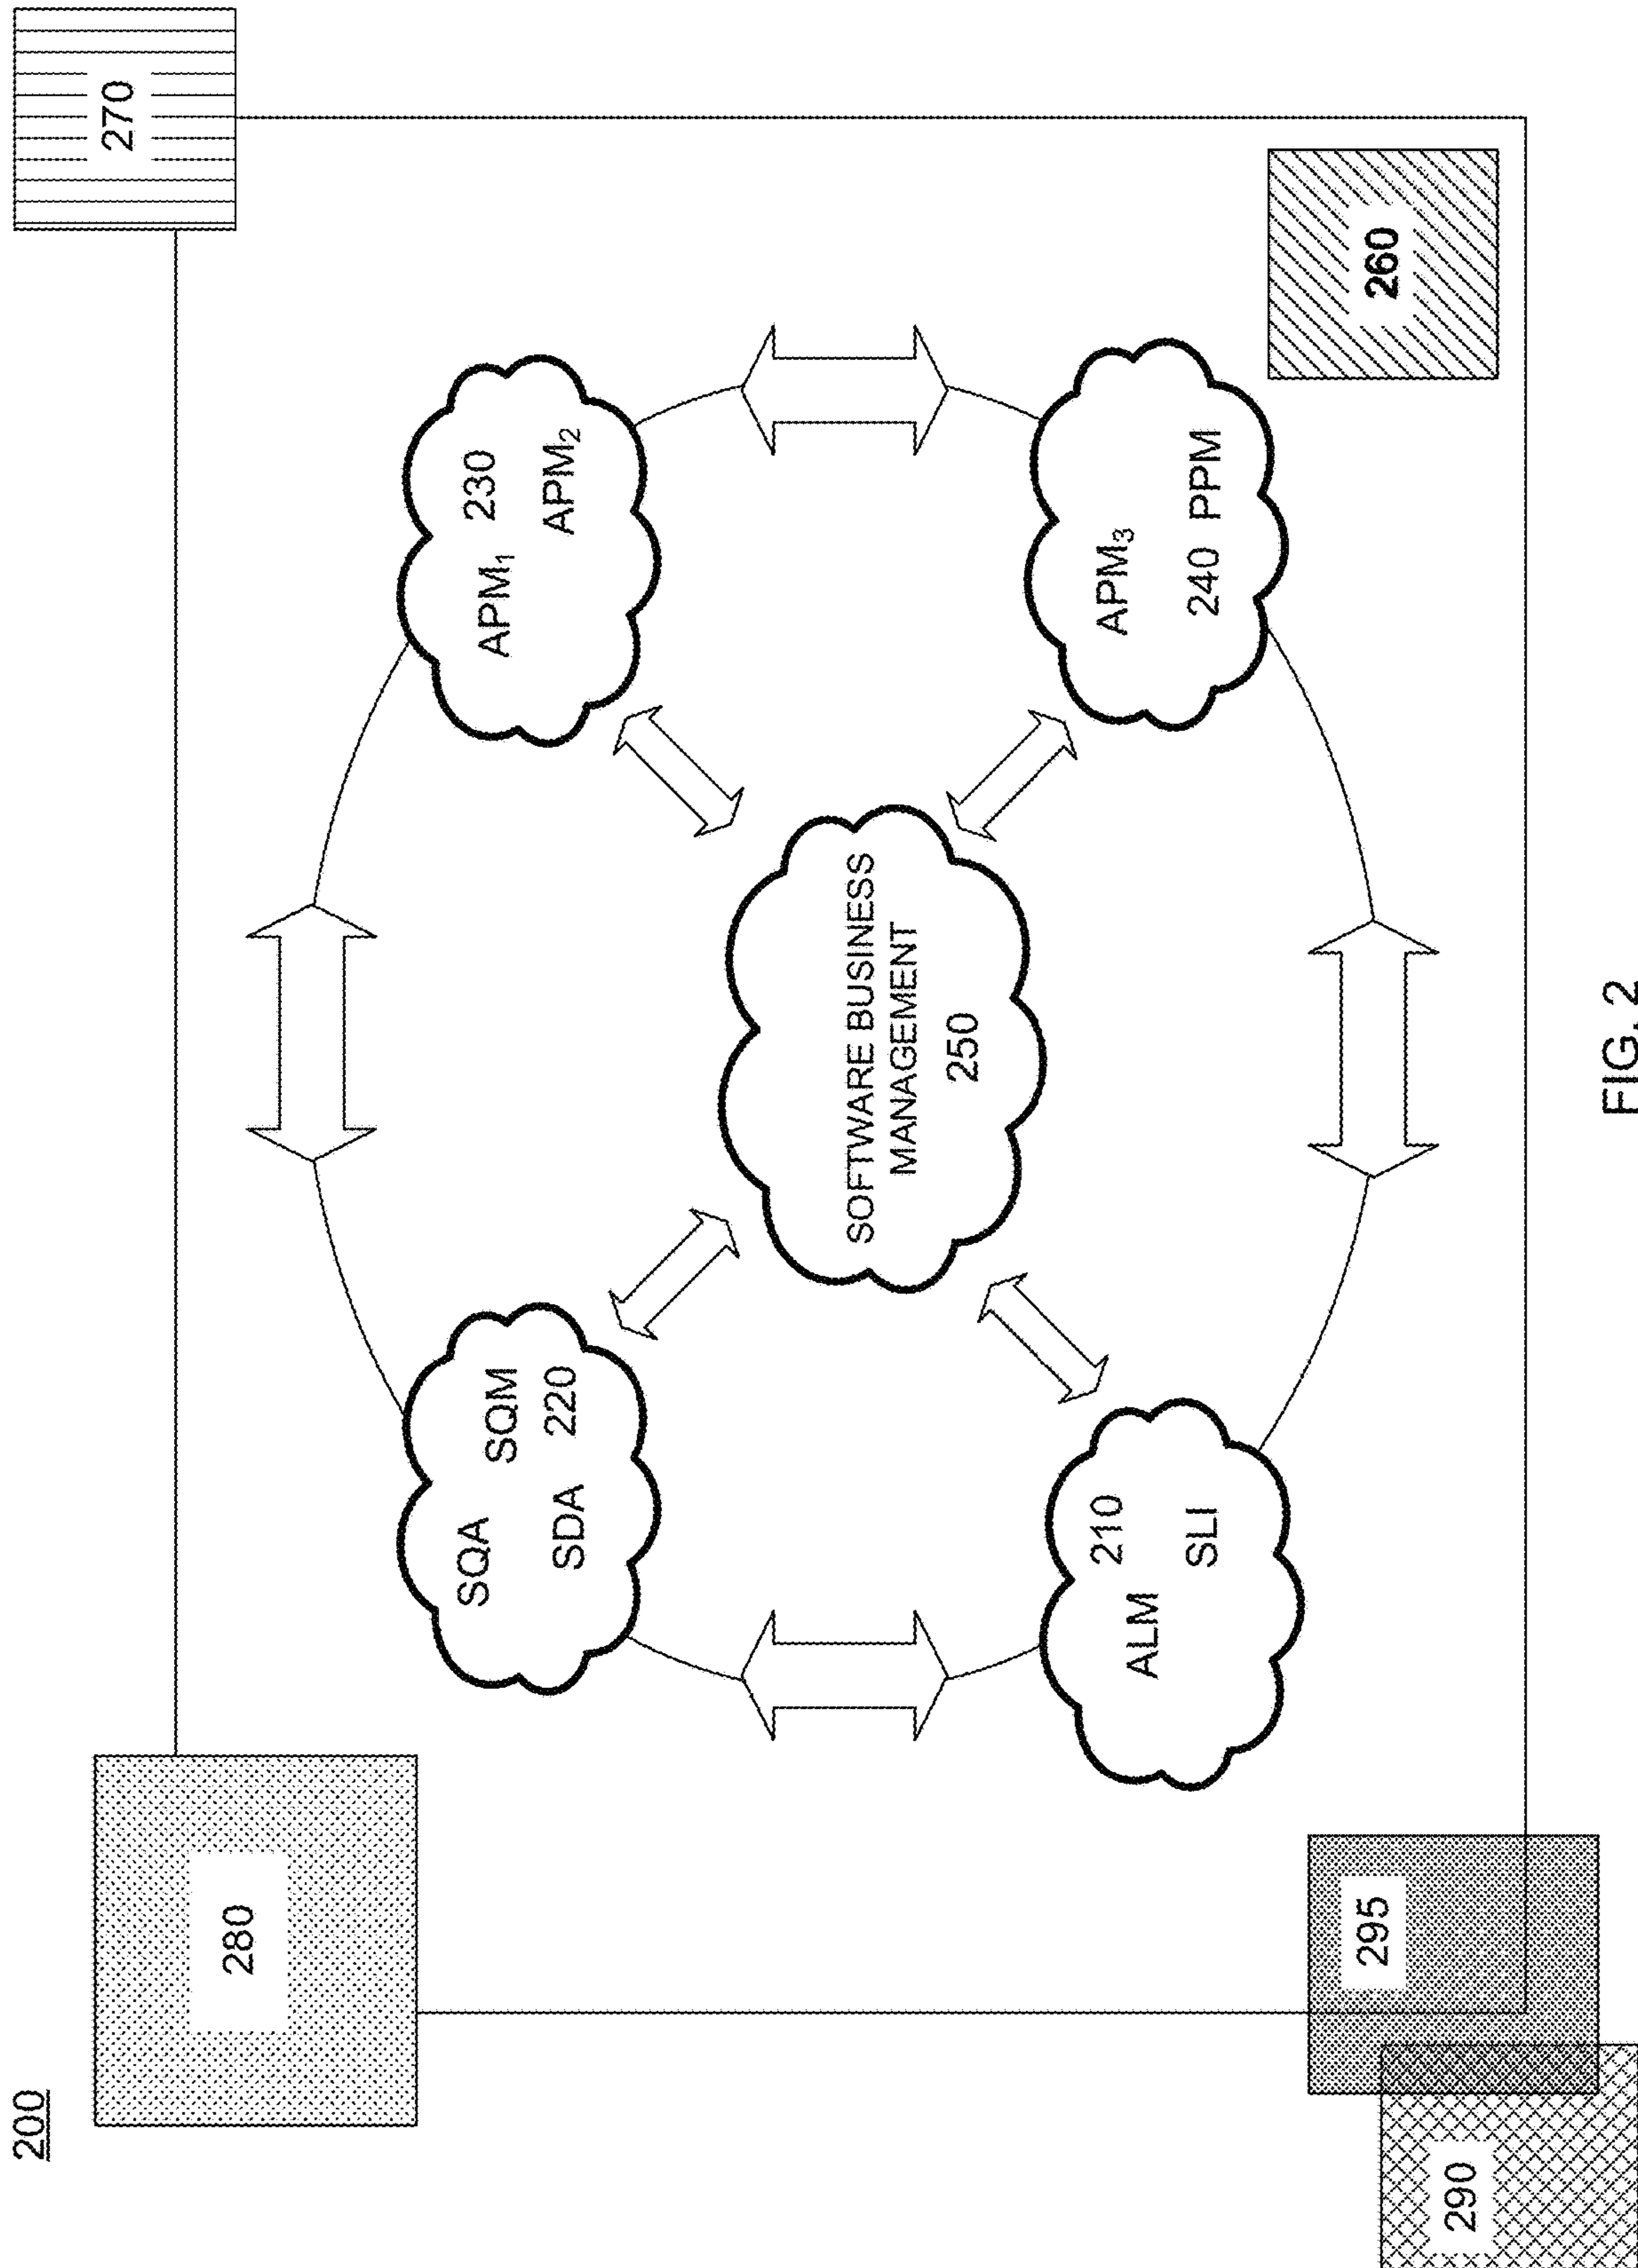 200
270
280
SQA
SQM
SDA
220
230
APM₁
APM₂
SOFTWARE BUSINESS
MANAGEMENT
250
210
ALM
SLI
APM₃
240 PPM
295
260
290
FIG. 2